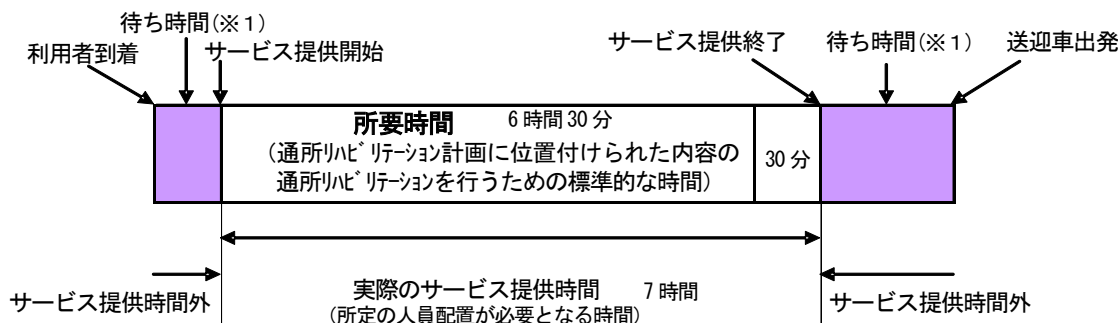 待ち時間(※1)
利用者到着
サービス提供開始
サービス提供終了
待ち時間(※1)
送迎車出発
所要時間 6時間30分
(通所ﾘﾊﾋﾞﾘﾃｰｼｮﾝ計画に位置付けられた内容の
通所ﾘﾊﾋﾞﾘﾃｰｼｮﾝを行うための標準的な時間)
30分
サービス提供時間外
実際のサービス提供時間 7時間
(所定の人員配置が必要となる時間)
サービス提供時間外